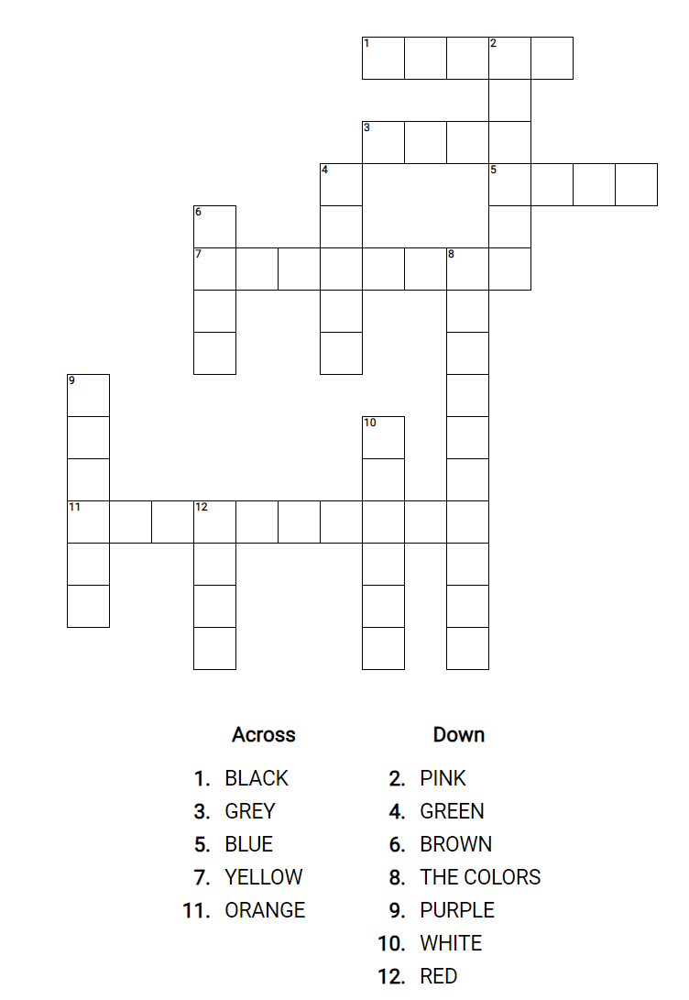 1 2
3
4 5
6
7 8
9
10
11 12
Across Down
1. BLACK 2. PINK
3. GREY 4. GREEN
5. BLUE 6. BROWN
7. YELLOW 8. THE COLORS
11. ORANGE 9. PURPLE
10. WHITE
12. RED